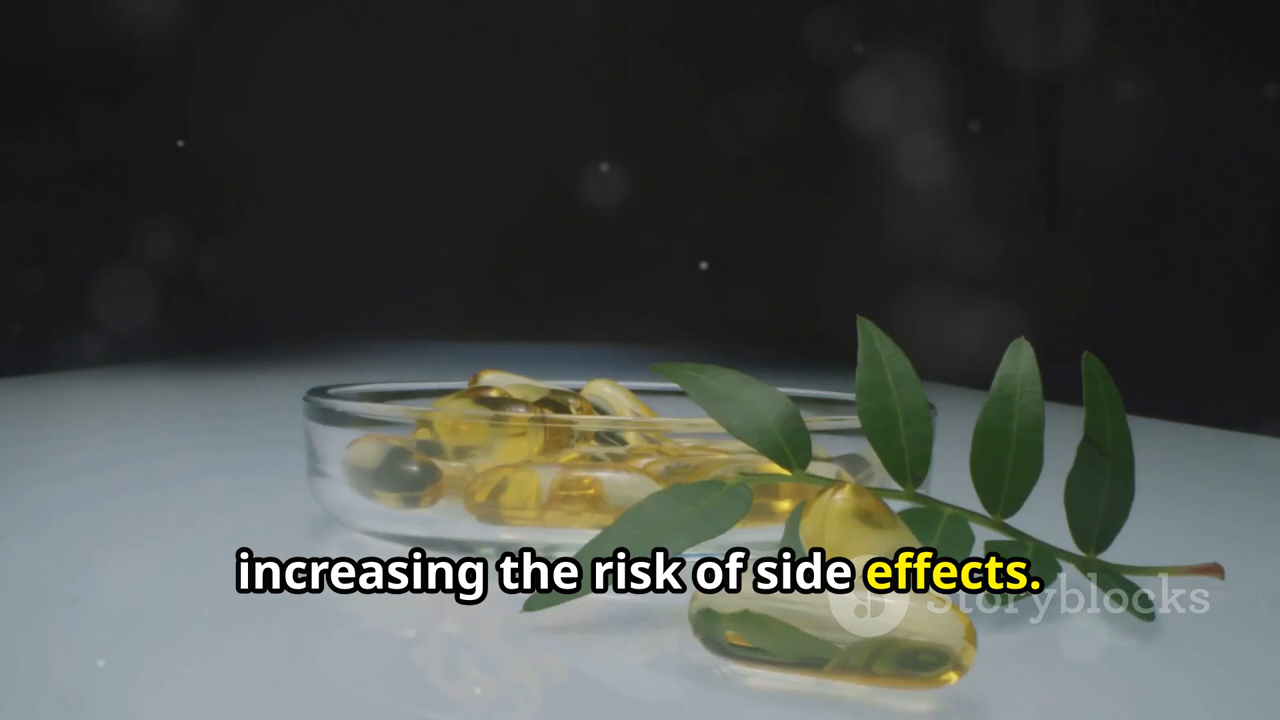 increasing the risk of side effects.
Storyblocks